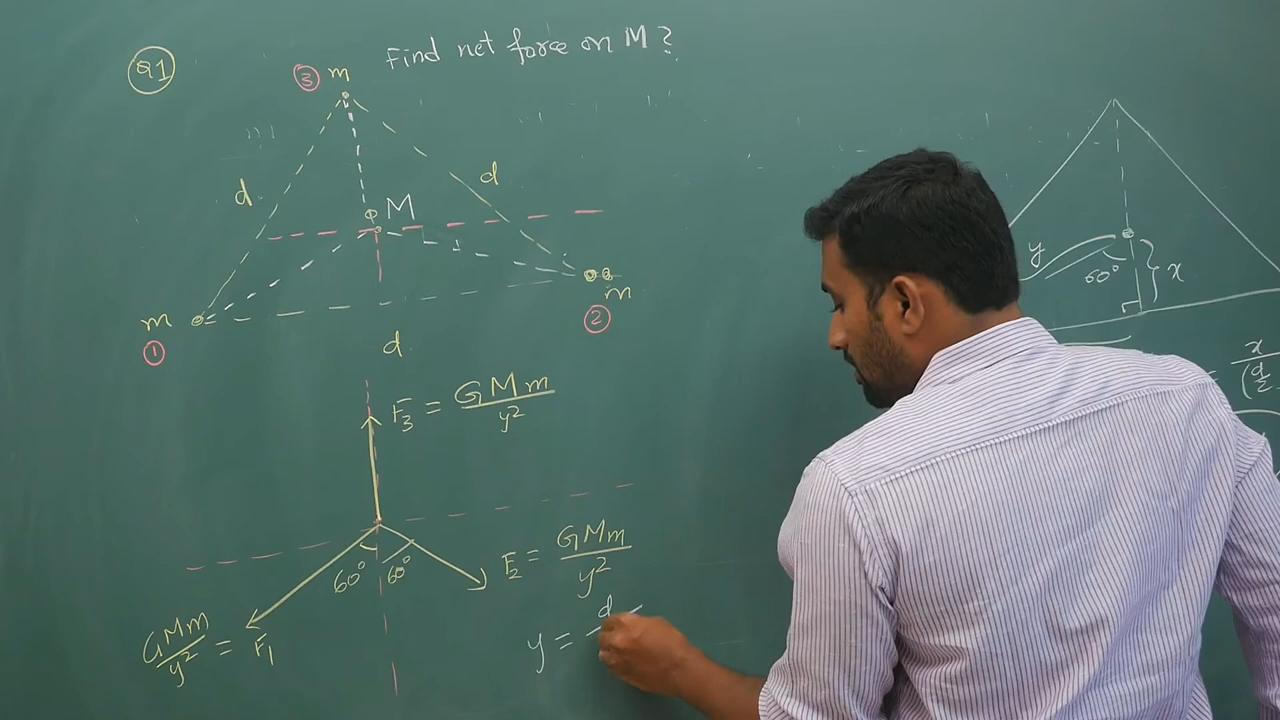 Q1
Find net force on M ?
③ m
d
d
M
m
①
m
②
d
F₃ = GMm/y²
60°
60°
F₂ = GMm/y²
GMm/y² = F₁
y = d
y
60°
x
= x/(d/2